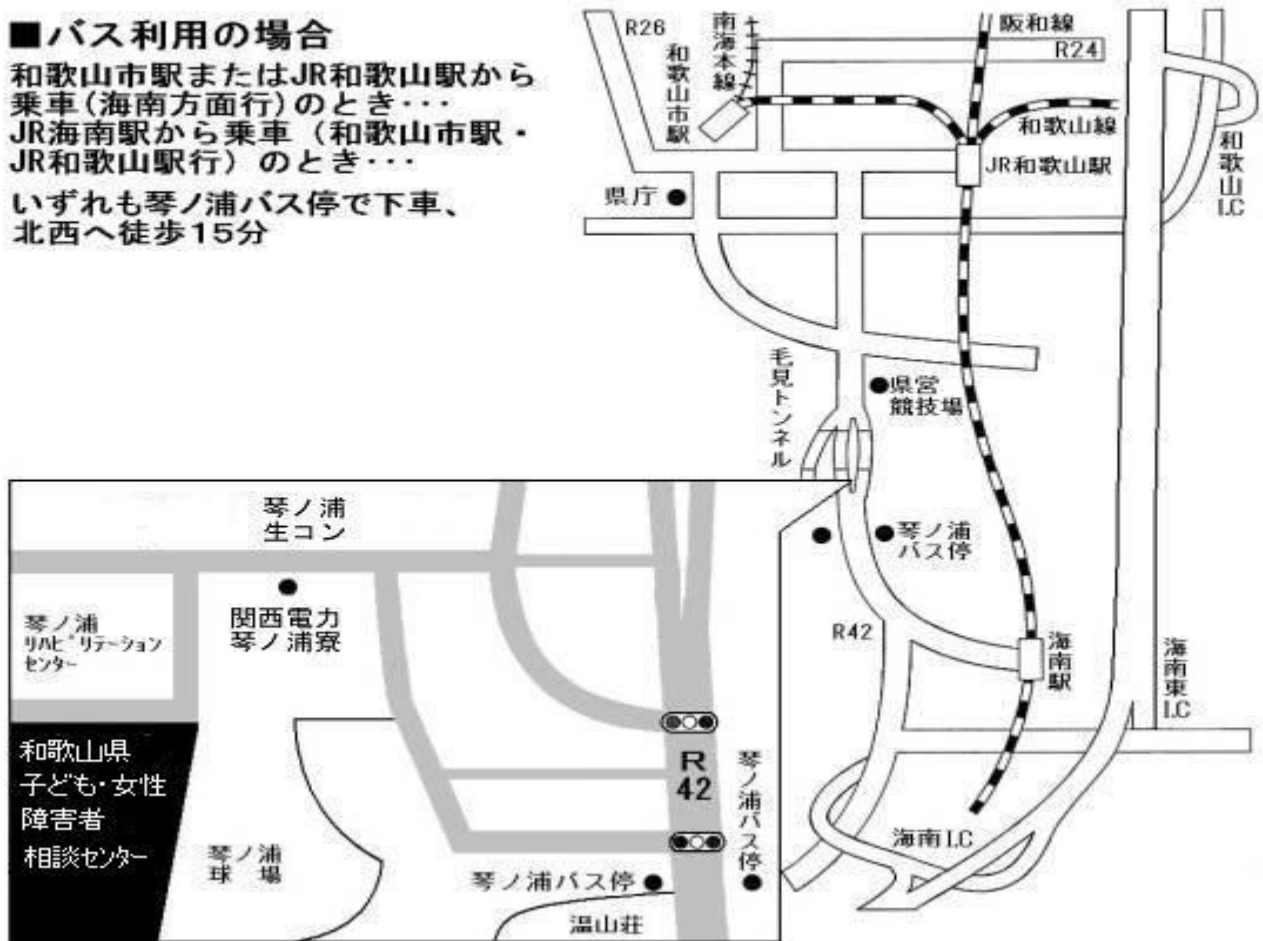 ■バス利用の場合
和歌山市駅またはJR和歌山駅から
乗車(海南方面行)のとき・・・
JR海南駅から乗車（和歌山市駅・
JR和歌山駅行）のとき・・・
いずれも琴ノ浦バス停で下車、
北西へ徒歩15分
R26
南海本線
和歌山市駅
阪和線
R24
和歌山線
JR和歌山駅
和歌山I.C
県庁
毛見トンネル
県営
競技場
琴ノ浦
バス停
R42
海南駅
海南東I.C
海南I.C
琴ノ浦
生コン
関西電力
琴ノ浦寮
琴ノ浦
ﾘﾊﾋﾞﾘﾃｰｼｮﾝ
ｾﾝﾀｰ
和歌山県
子ども・女性
障害者
相談センター
琴ノ浦
球場
R
42
琴ノ浦バス停
琴ノ浦バス停
温山荘